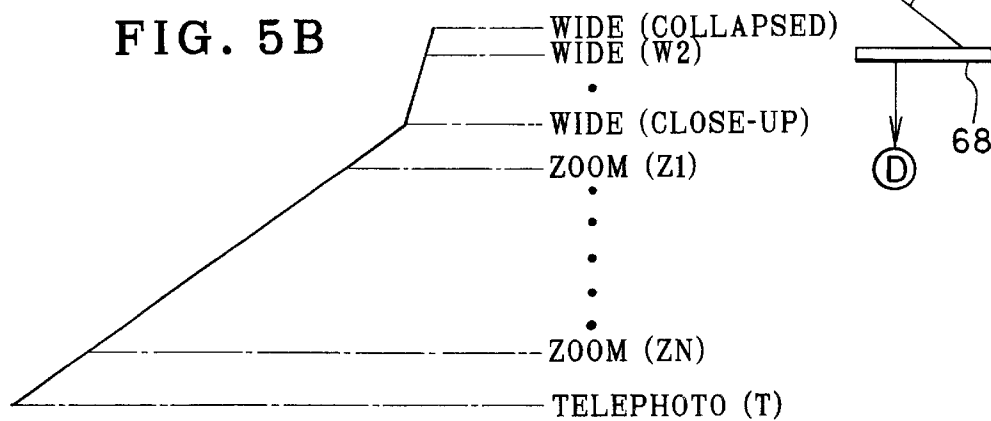 FIG. 5B
WIDE (COLLAPSED)
WIDE (W2)
WIDE (CLOSE-UP)
ZOOM (Z1)
ZOOM (ZN)
TELEPHOTO (T)
68
D